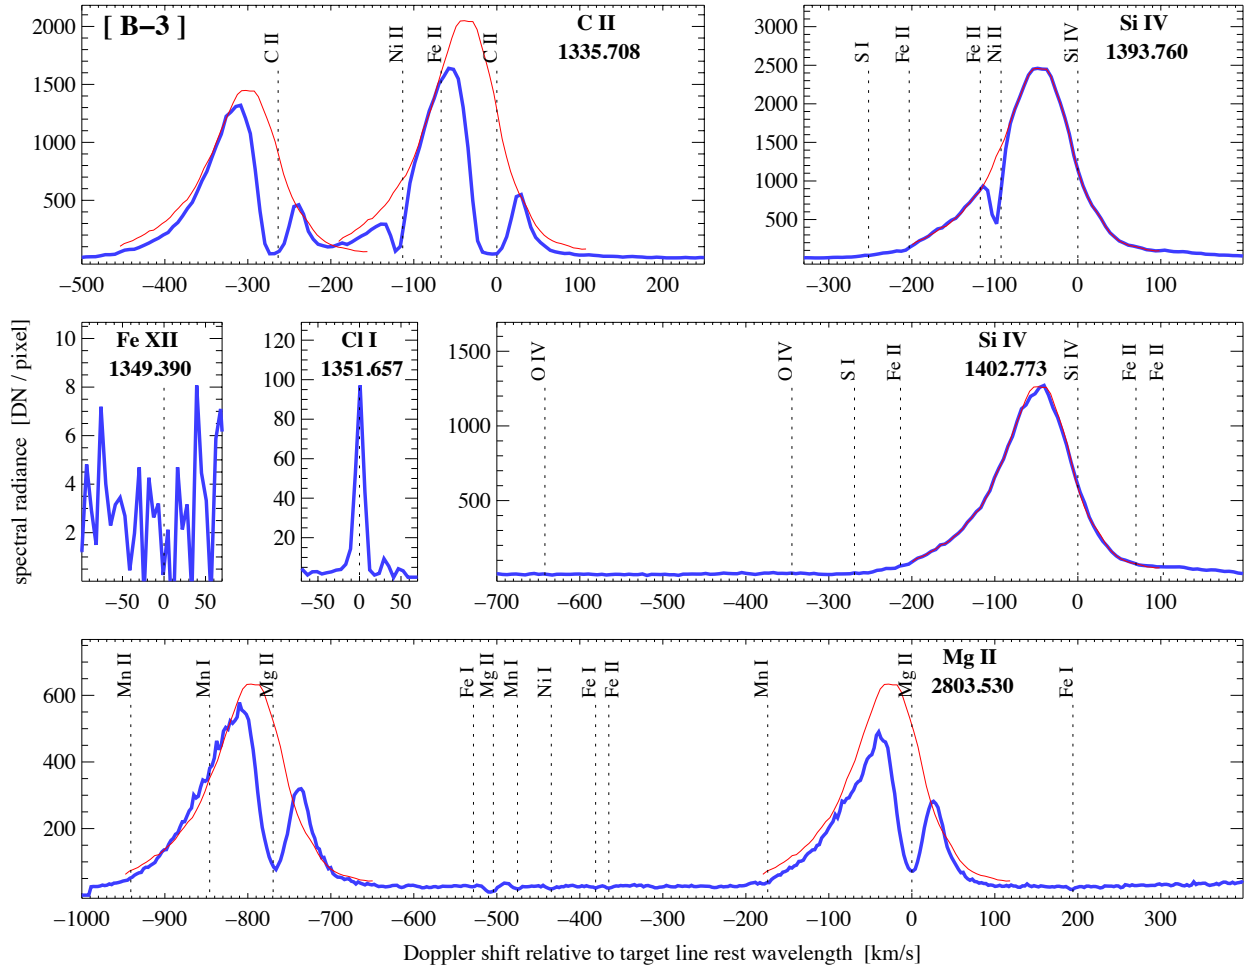 [ B−3 ]
C II
1335.708
C II
Ni II
Fe II
C II
2000
1500
1000
500
−500
−400
−300
−200
−100
0
100
200
Si IV
1393.760
S I
Fe II
Fe II
Ni II
Si IV
3000
2500
2000
1500
1000
500
−300
−200
−100
0
100
200
300
Fe XII
1349.390
10
8
6
4
2
−50
0
50
Cl I
1351.657
120
100
80
60
40
20
−50
0
50
Si IV
1402.773
O IV
O IV
S I
Fe II
Si IV
Fe II
Fe II
1500
1000
500
−700
−600
−500
−400
−300
−200
−100
0
100
200
300
spectral radiance [DN / pixel]
Mg II
2803.530
Mn II
Mn I
Mg II
Fe I
Mg II
Mn I
Ni I
Fe I
Fe II
Mn I
Mg II
Fe I
600
400
200
−1000
−800
−600
−400
−200
0
200
Doppler shift relative to target line rest wavelength [km/s]